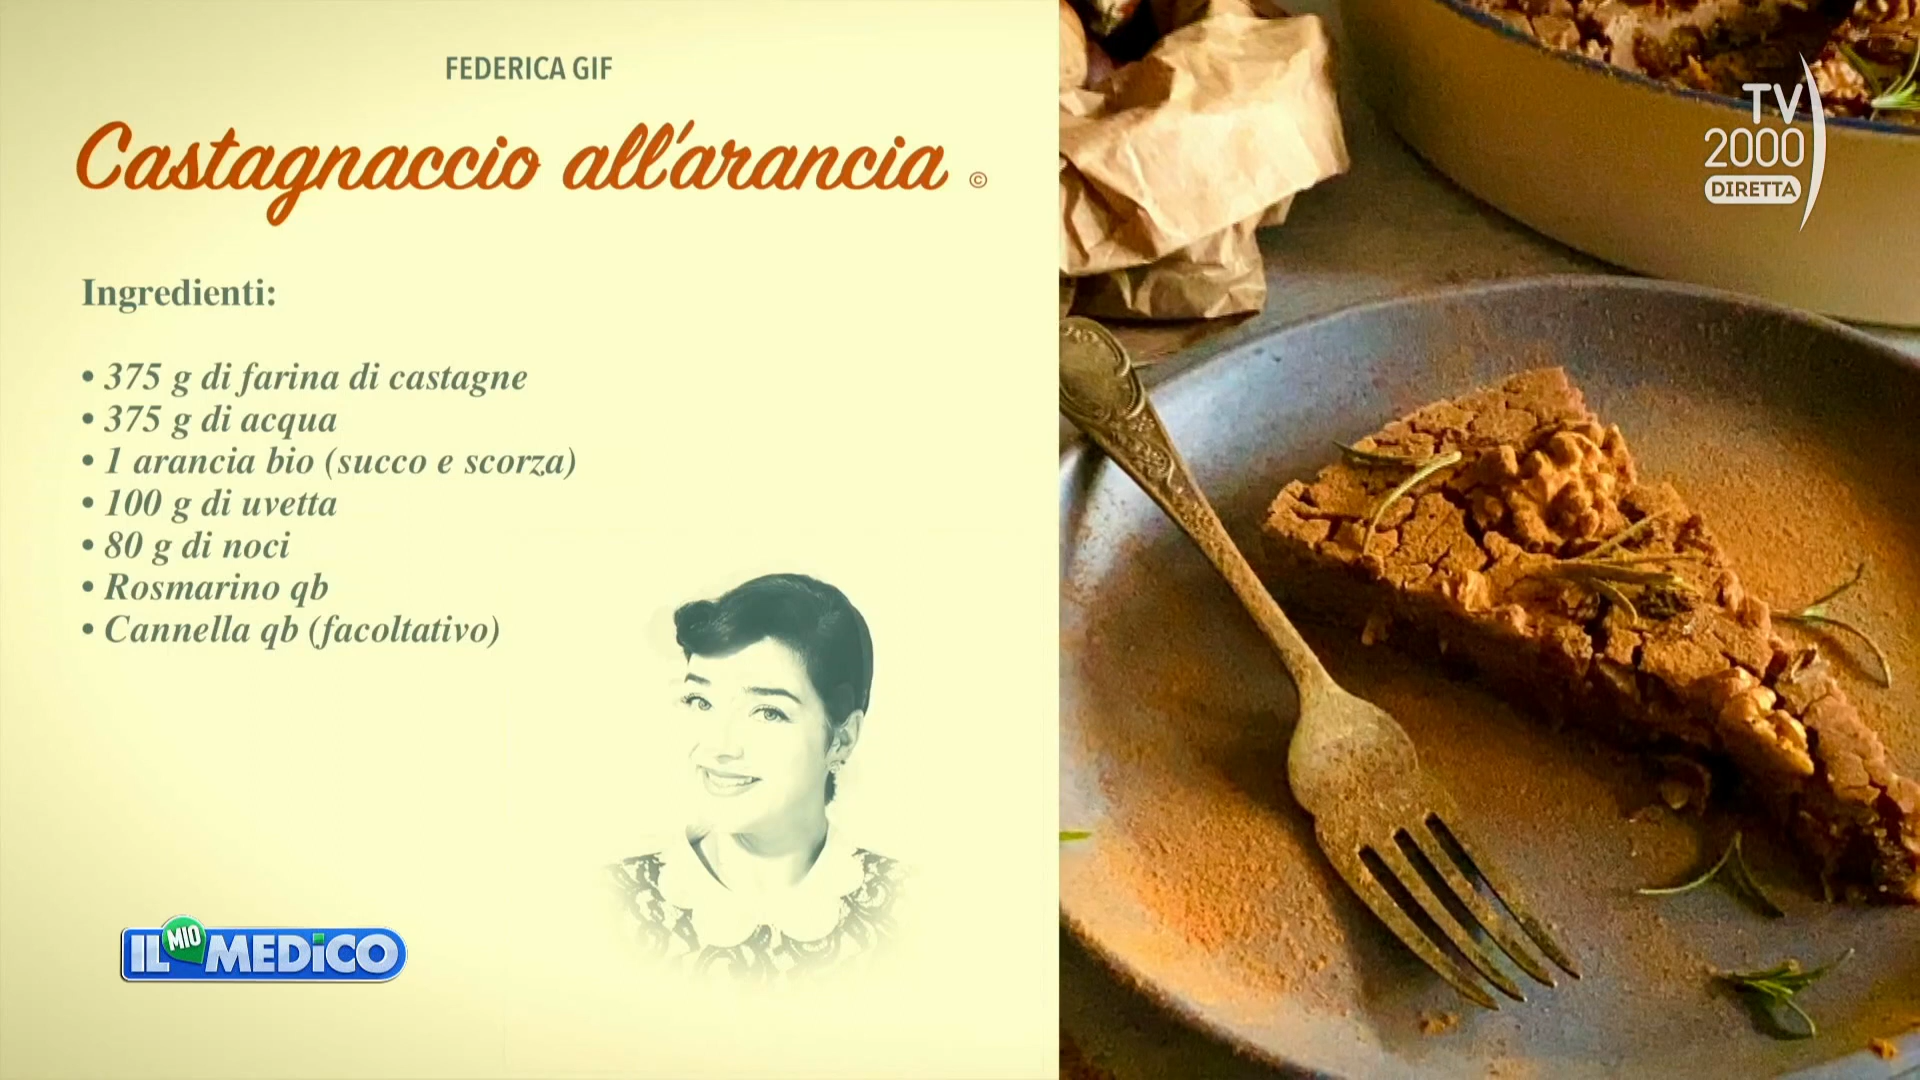 FEDERICA GIF
Castagnaccio all'arancia ©
Ingredienti:
• 375 g di farina di castagne
• 375 g di acqua
• 1 arancia bio (succo e scorza)
• 100 g di uvetta
• 80 g di noci
• Rosmarino qb
• Cannella qb (facoltativo)
IL MIO MEDiCO
TV
2000
DIRETTA